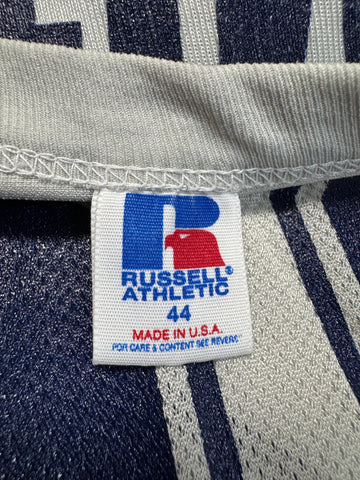 R
RUSSELL®
ATHLETIC
44
MADE IN U.S.A.
FOR CARE & CONTENT SEE REVERSE